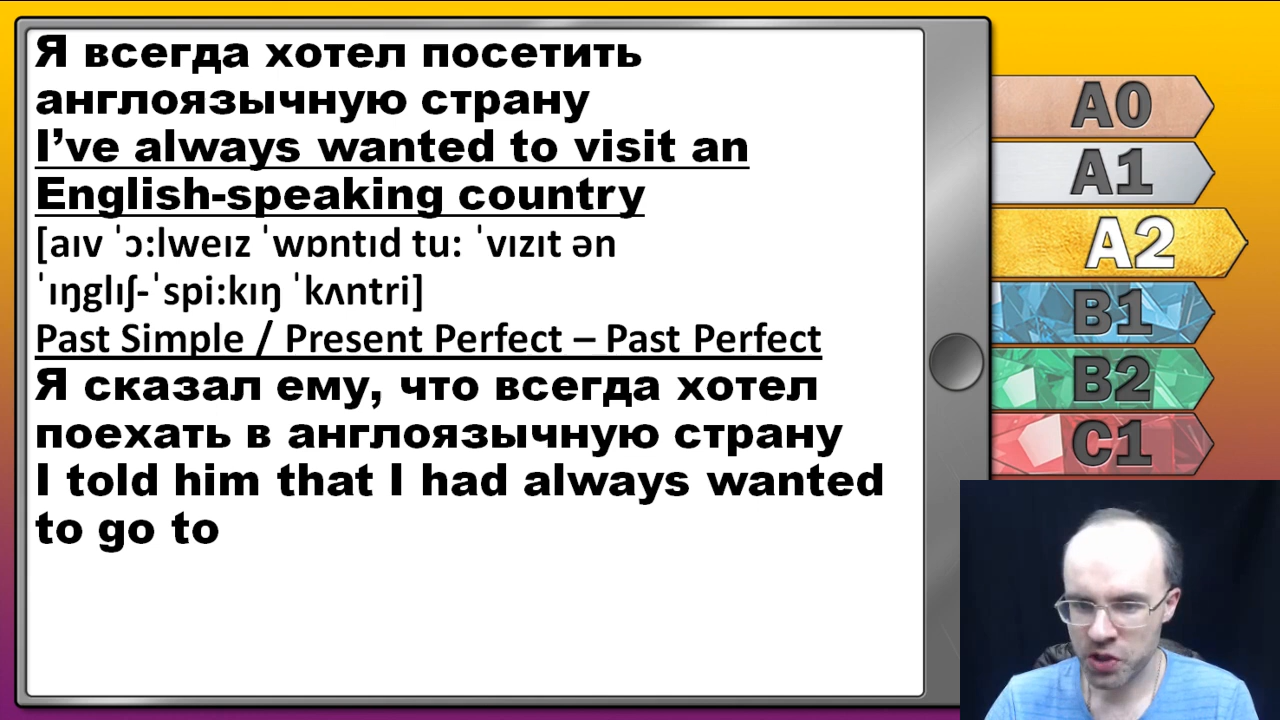 Я всегда хотел посетить
англоязычную страну
I’ve always wanted to visit an
English-speaking country
[aɪv ˈɔ:lweɪz ˈwɒntɪd tu: ˈvɪzɪt ən
ˈɪŋglɪʃ-ˈspi:kɪŋ ˈkʌntri]
Past Simple / Present Perfect – Past Perfect
Я сказал ему, что всегда хотел
поехать в англоязычную страну
I told him that I had always wanted
to go to
A0
A1
A2
B1
B2
C1